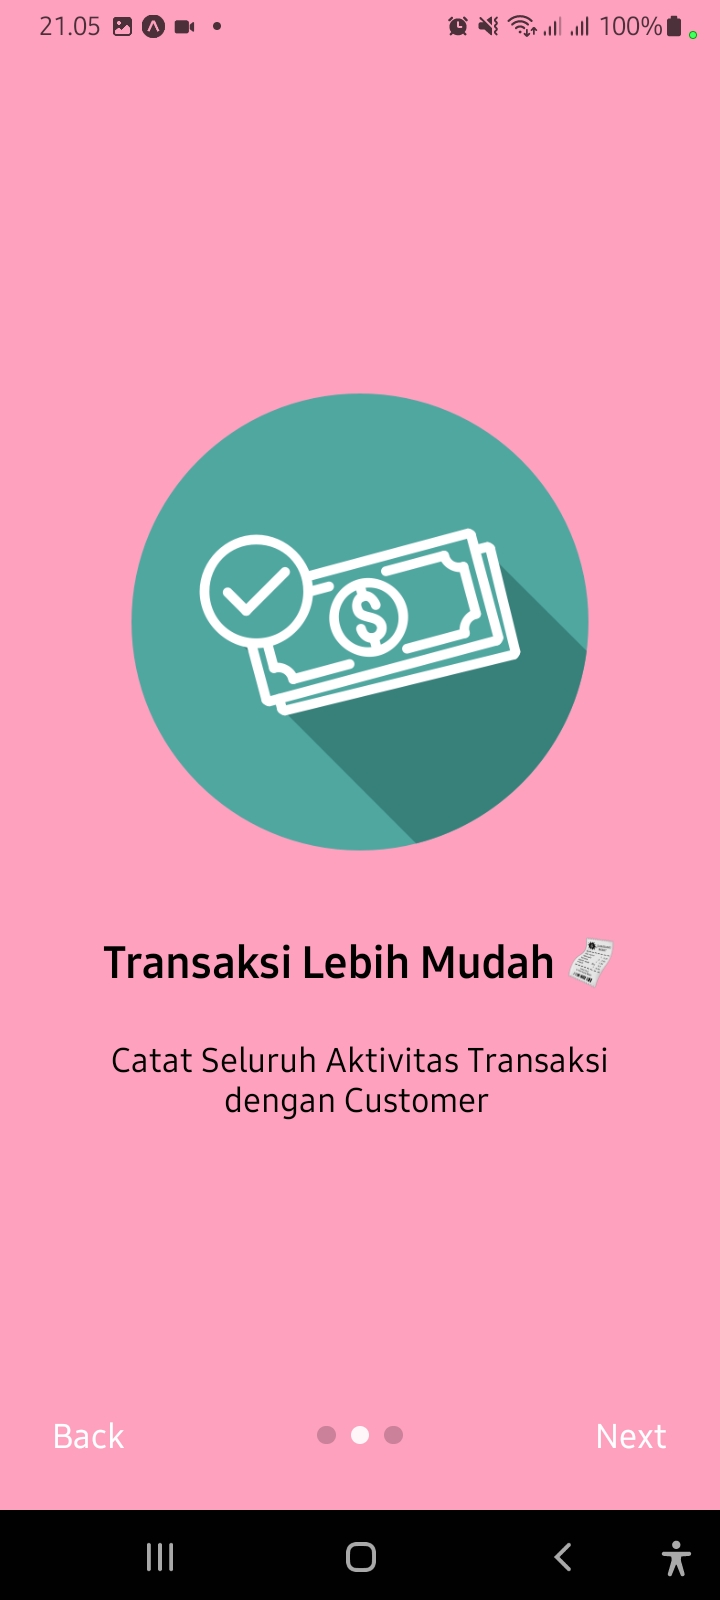 21.05 100%
$
Transaksi Lebih Mudah 🧾
Catat Seluruh Aktivitas Transaksi
dengan Customer
Back Next